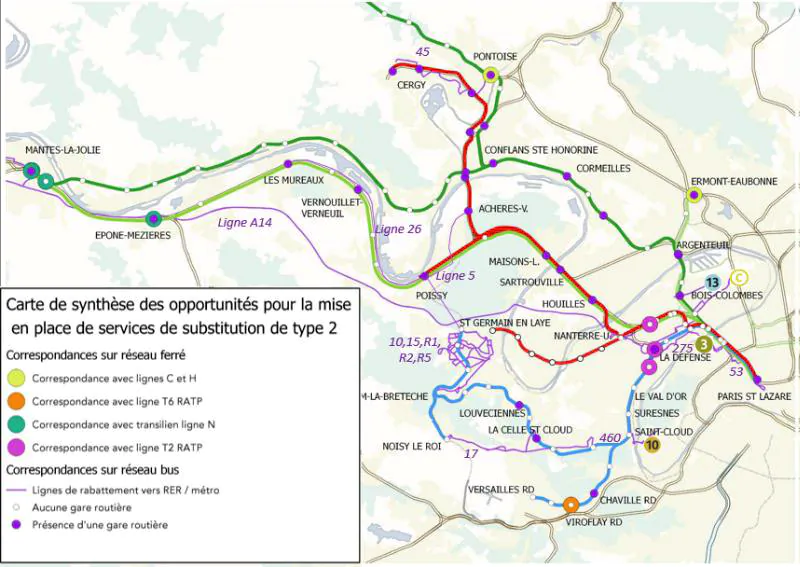 45
PONTOISE
CERGY
MANTES-LA-JOLIE
CONFLANS STE HONORINE
CORMEILLES
LES MUREAUX
ERMONT-EAUBONNE
VERNOUILLET-
VERNEUIL
ACHERES-V.
Ligne A14
Ligne 26
EPONE-MEZIERES
ARGENTEUIL
MAISONS-L.
Ligne 5
SARTROUVILLE
13
C
POISSY
BOIS-COLOMBES
HOUILLES
Carte de synthèse des opportunités pour la mise
en place de services de substitution de type 2
Correspondances sur réseau ferré
Correspondance avec lignes C et H
Correspondance avec ligne T6 RATP
Correspondance avec transilien ligne N
Correspondance avec ligne T2 RATP
Correspondances sur réseau bus
Lignes de rabattement vers RER / métro
Aucune gare routière
Présence d'une gare routière
ST GERMAIN EN LAYE
NANTERRE-U.
10,15,R1,
R2,R5
275
3
LA DEFENSE
53
M-LA-BRETECHE
LE VAL D'OR
PARIS ST LAZARE
LOUVECIENNES
SURESNES
LA CELLE ST CLOUD
SAINT-CLOUD
460
10
NOISY LE ROI
17
VERSAILLES RD
CHAVILLE RD
VIROFLAY RD